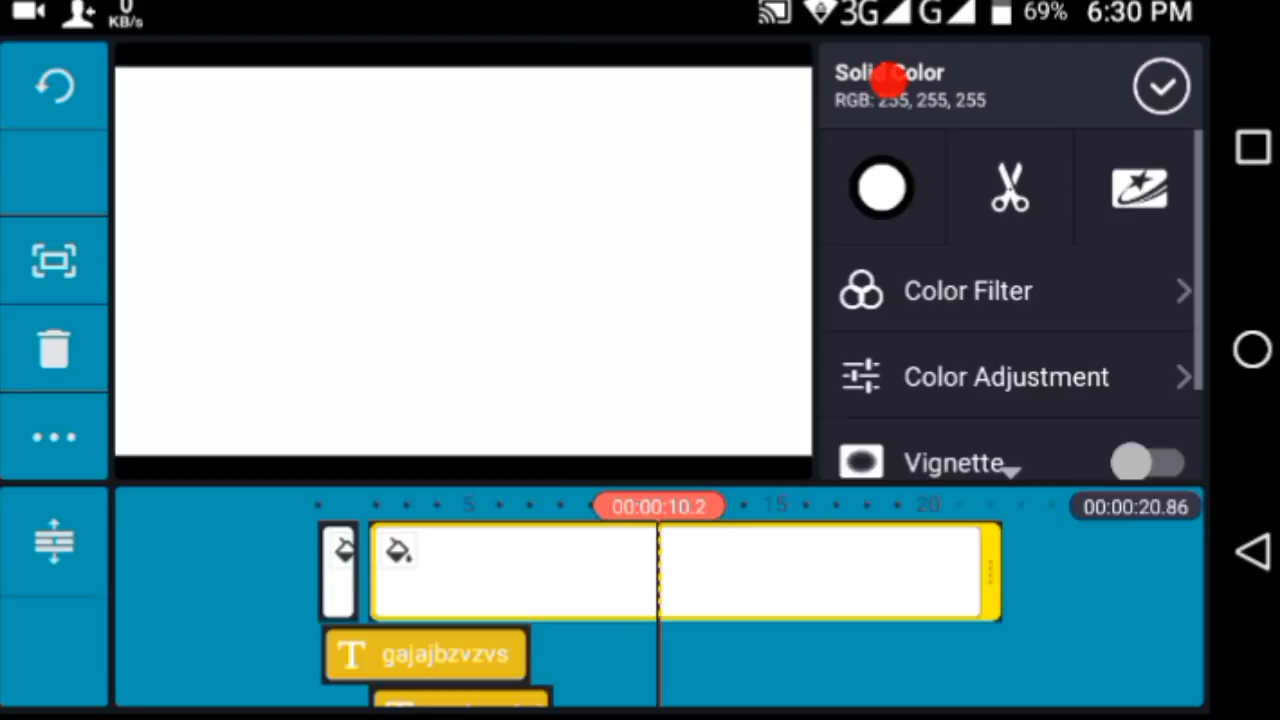 0
KB/s
3G G 69% 6:30 PM
Solid Color
RGB: 255, 255, 255
Color Filter
Color Adjustment
Vignette
5 00:00:10.2 15 20 00:00:20.86
T gajajbzvzvs